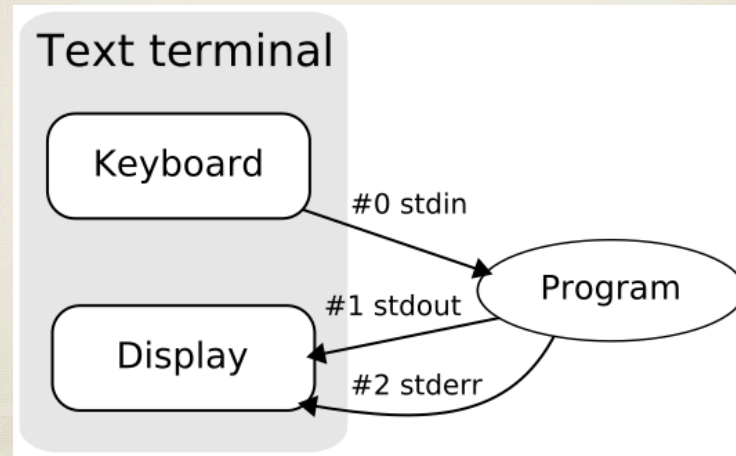 Text terminal
Keyboard
#0 stdin
Program
#1 stdout
Display
#2 stderr